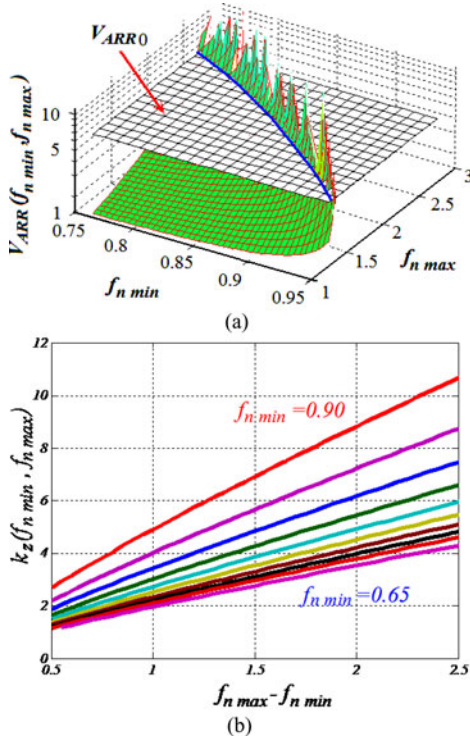 V_ARR0
V_ARR(f_n min, f_n max)
10
5
1
0.75
0.8
0.85
0.9
0.95
f_n min
1
1.5
2
2.5
3
f_n max
(a)
k_z(f_n min, f_n max)
12
10
8
6
4
2
0
f_n min =0.90
f_n min =0.65
0.5
1
1.5
2
2.5
f_n max-f_n min
(b)